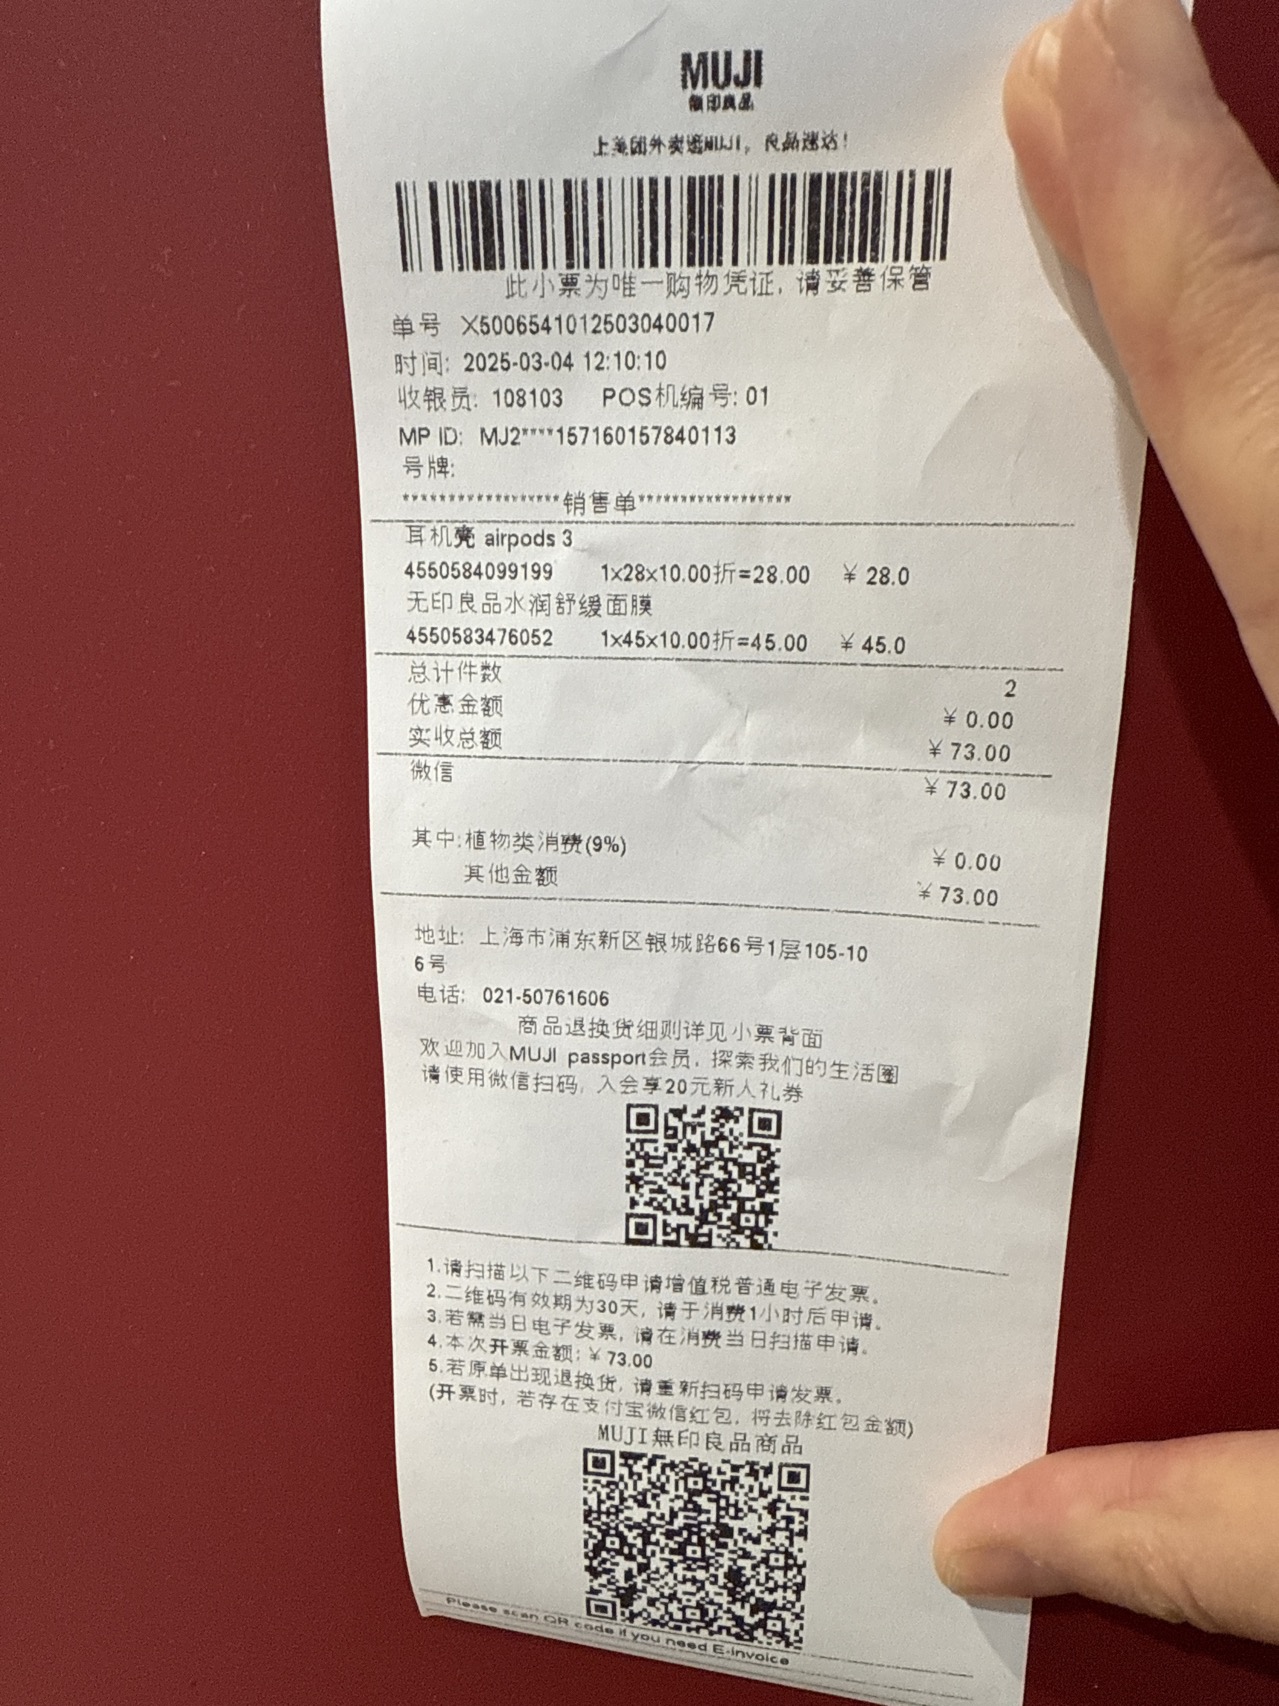 MUJI
無印良品
上美团外卖逛MUJI，良品速达！
此小票为唯一购物凭证, 请妥善保管
单号 X5006541012503040017
时间: 2025-03-04 12:10:10
收银员: 108103 POS机编号: 01
MP ID: MJ2****157160157840113
号牌:
******************销售单******************
耳机壳 airpods 3
4550584099199 1x28x10.00折=28.00 ¥ 28.0
无印良品水润舒缓面膜
4550583476052 1x45x10.00折=45.00 ¥ 45.0
总计件数 2
优惠金额 ¥ 0.00
实收总额 ¥ 73.00
微信 ¥ 73.00
其中:植物类消费(9%) ¥ 0.00
其他金额 ¥ 73.00
地址: 上海市浦东新区银城路66号1层105-10
6号
电话: 021-50761606
商品退换货细则详见小票背面
欢迎加入MUJI passport会员, 探索我们的生活圈
请使用微信扫码, 入会享20元新人礼券
1.请扫描以下二维码申请增值税普通电子发票。
2.二维码有效期为30天, 请于消费1小时后申请。
3.若需当日电子发票, 请在消费当日扫描申请。
4.本次开票金额: ¥ 73.00
5.若原单出现退换货, 请重新扫码申请发票。
(开票时, 若存在支付宝微信红包, 将去除红包金额)
MUJI無印良品商品
Please scan QR code if you need E-invoice